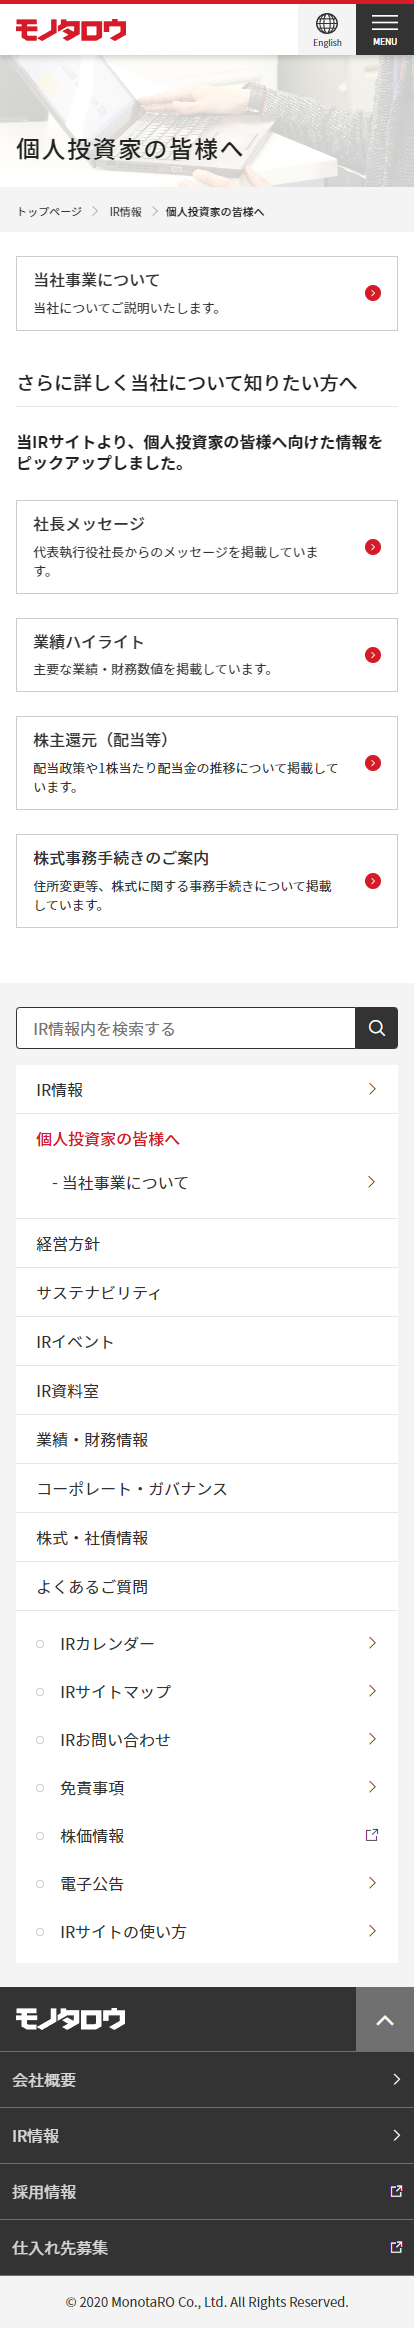 モノタロウ
English
MENU
個人投資家の皆様へ
トップページ
IR情報
個人投資家の皆様へ
当社事業について
当社についてご説明いたします。
さらに詳しく当社について知りたい方へ
当IRサイトより、個人投資家の皆様へ向けた情報を
ピックアップしました。
社長メッセージ
代表執行役社長からのメッセージを掲載していま
す。
業績ハイライト
主要な業績・財務数値を掲載しています。
株主還元（配当等）
配当政策や1株当たり配当金の推移について掲載して
います。
株式事務手続きのご案内
住所変更等、株式に関する事務手続きについて掲載
しています。
IR情報内を検索する
IR情報
個人投資家の皆様へ
- 当社事業について
経営方針
サステナビリティ
IRイベント
IR資料室
業績・財務情報
コーポレート・ガバナンス
株式・社債情報
よくあるご質問
IRカレンダー
IRサイトマップ
IRお問い合わせ
免責事項
株価情報
電子公告
IRサイトの使い方
モノタロウ
会社概要
IR情報
採用情報
仕入れ先募集
© 2020 MonotaRO Co., Ltd. All Rights Reserved.